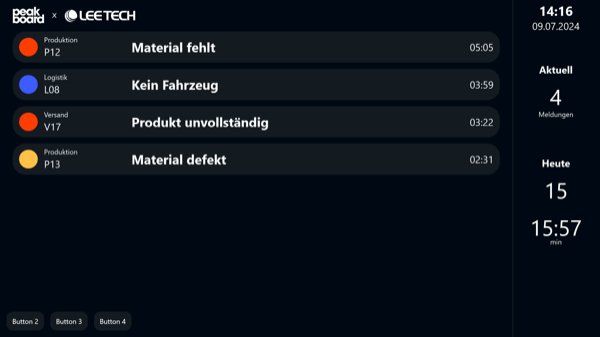 peak board x LEE TECH
Produktion
P12
Material fehlt
05:05
Logistik
L08
Kein Fahrzeug
03:59
Versand
V17
Produkt unvollständig
03:22
Produktion
P13
Material defekt
02:31
Button 2
Button 3
Button 4
14:16
09.07.2024
Aktuell
4
Meldungen
Heute
15
15:57
min